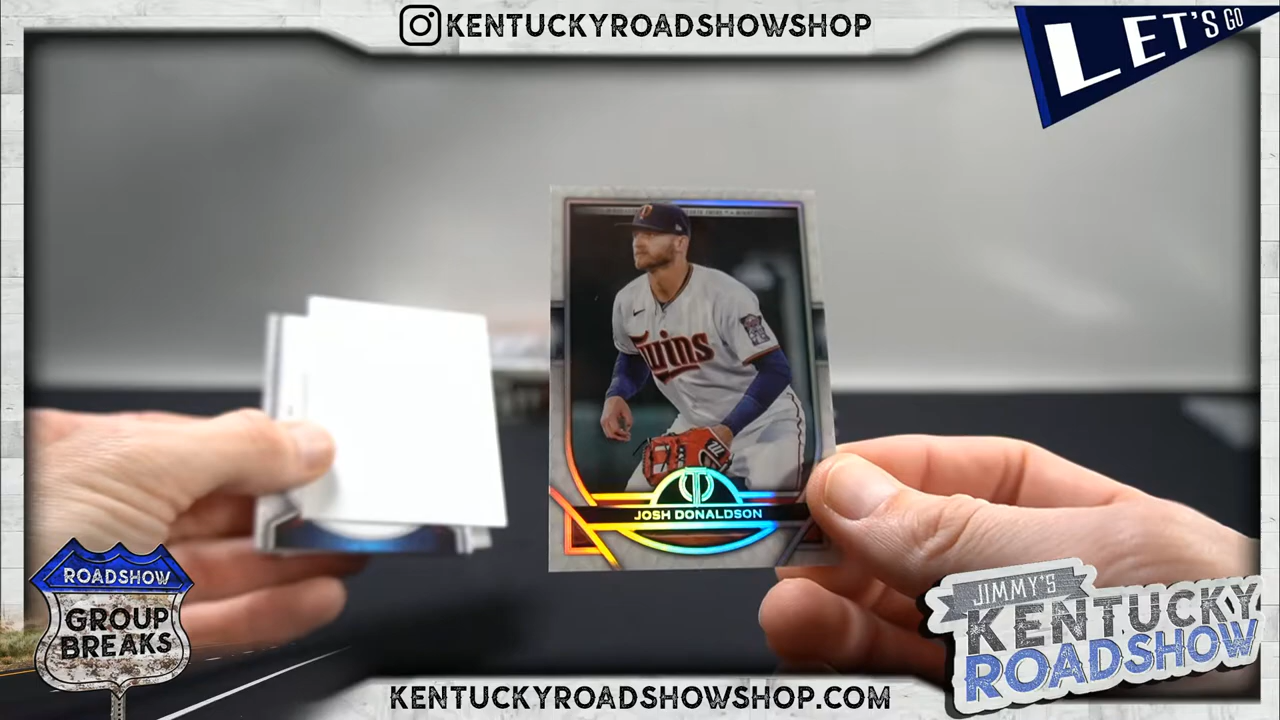 KENTUCKYROADSHOWSHOP
LET'S GO
Twins
JOSH DONALDSON
ROADSHOW
GROUP
BREAKS
JIMMY'S
KENTUCKY
ROADSHOW
KENTUCKYROADSHOWSHOP.COM